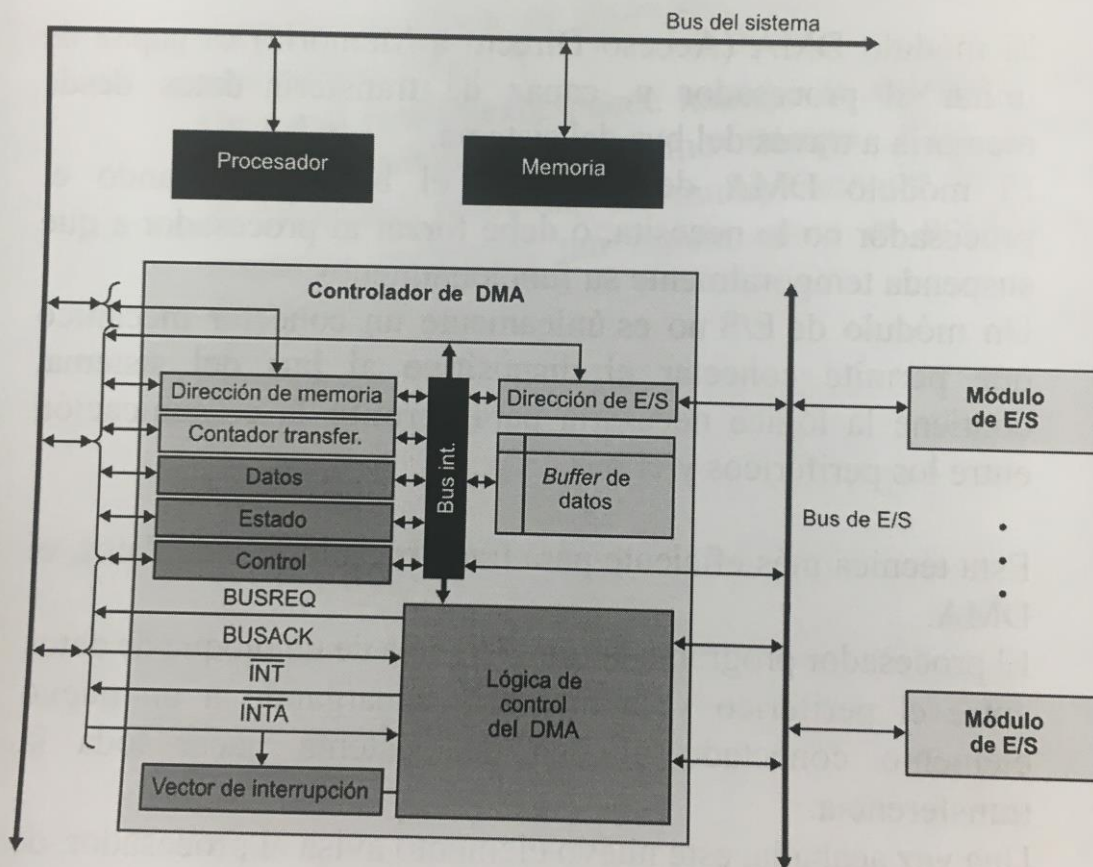 Bus del sistema
Procesador
Memoria
Controlador de DMA
Dirección de memoria
Contador transfer.
Datos
Estado
Control
Bus int.
Dirección de E/S
Buffer de
datos
BUSREQ
BUSACK
INT
INTA
Vector de interrupción
Lógica de
control
del DMA
Bus de E/S
Módulo
de E/S
Módulo
de E/S